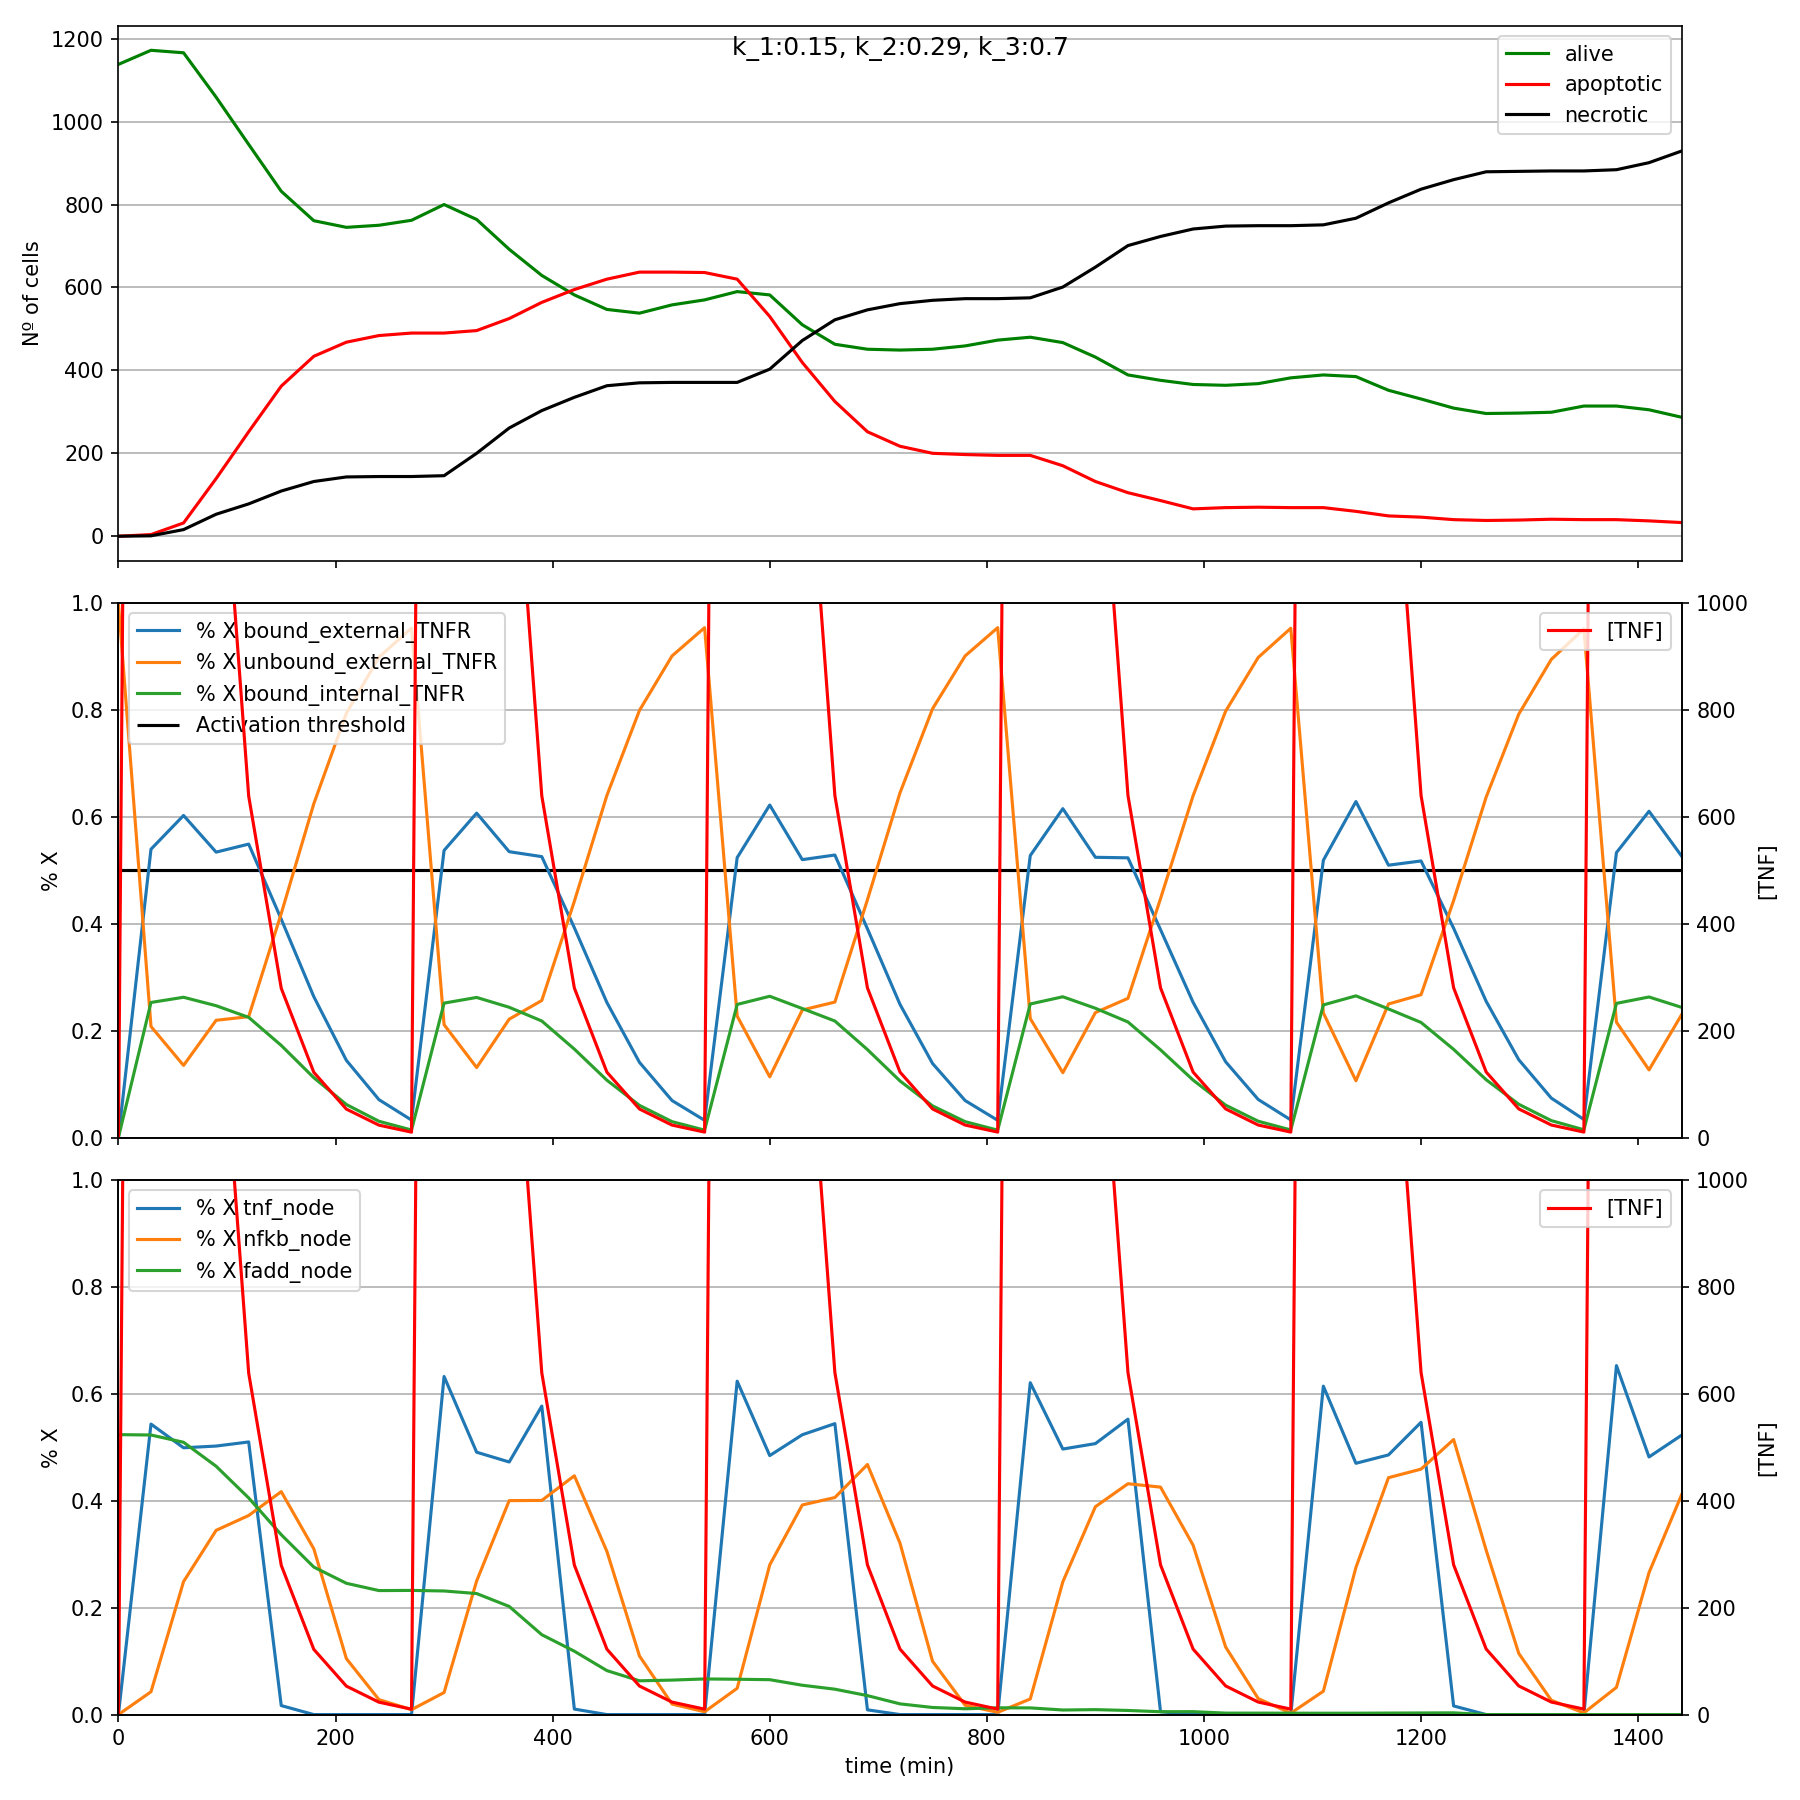 k_1:0.15, k_2:0.29, k_3:0.7
alive
apoptotic
necrotic
1200
1000
800
600
400
200
0
Nº of cells
% X bound_external_TNFR
% X unbound_external_TNFR
% X bound_internal_TNFR
Activation threshold
[TNF]
1.0
0.8
0.6
0.4
0.2
0.0
% X
1000
800
600
400
200
0
[TNF]
% X tnf_node
% X nfkb_node
% X fadd_node
[TNF]
1.0
0.8
0.6
0.4
0.2
0.0
% X
1000
800
600
400
200
0
[TNF]
0 200 400 600 800 1000 1200 1400
time (min)